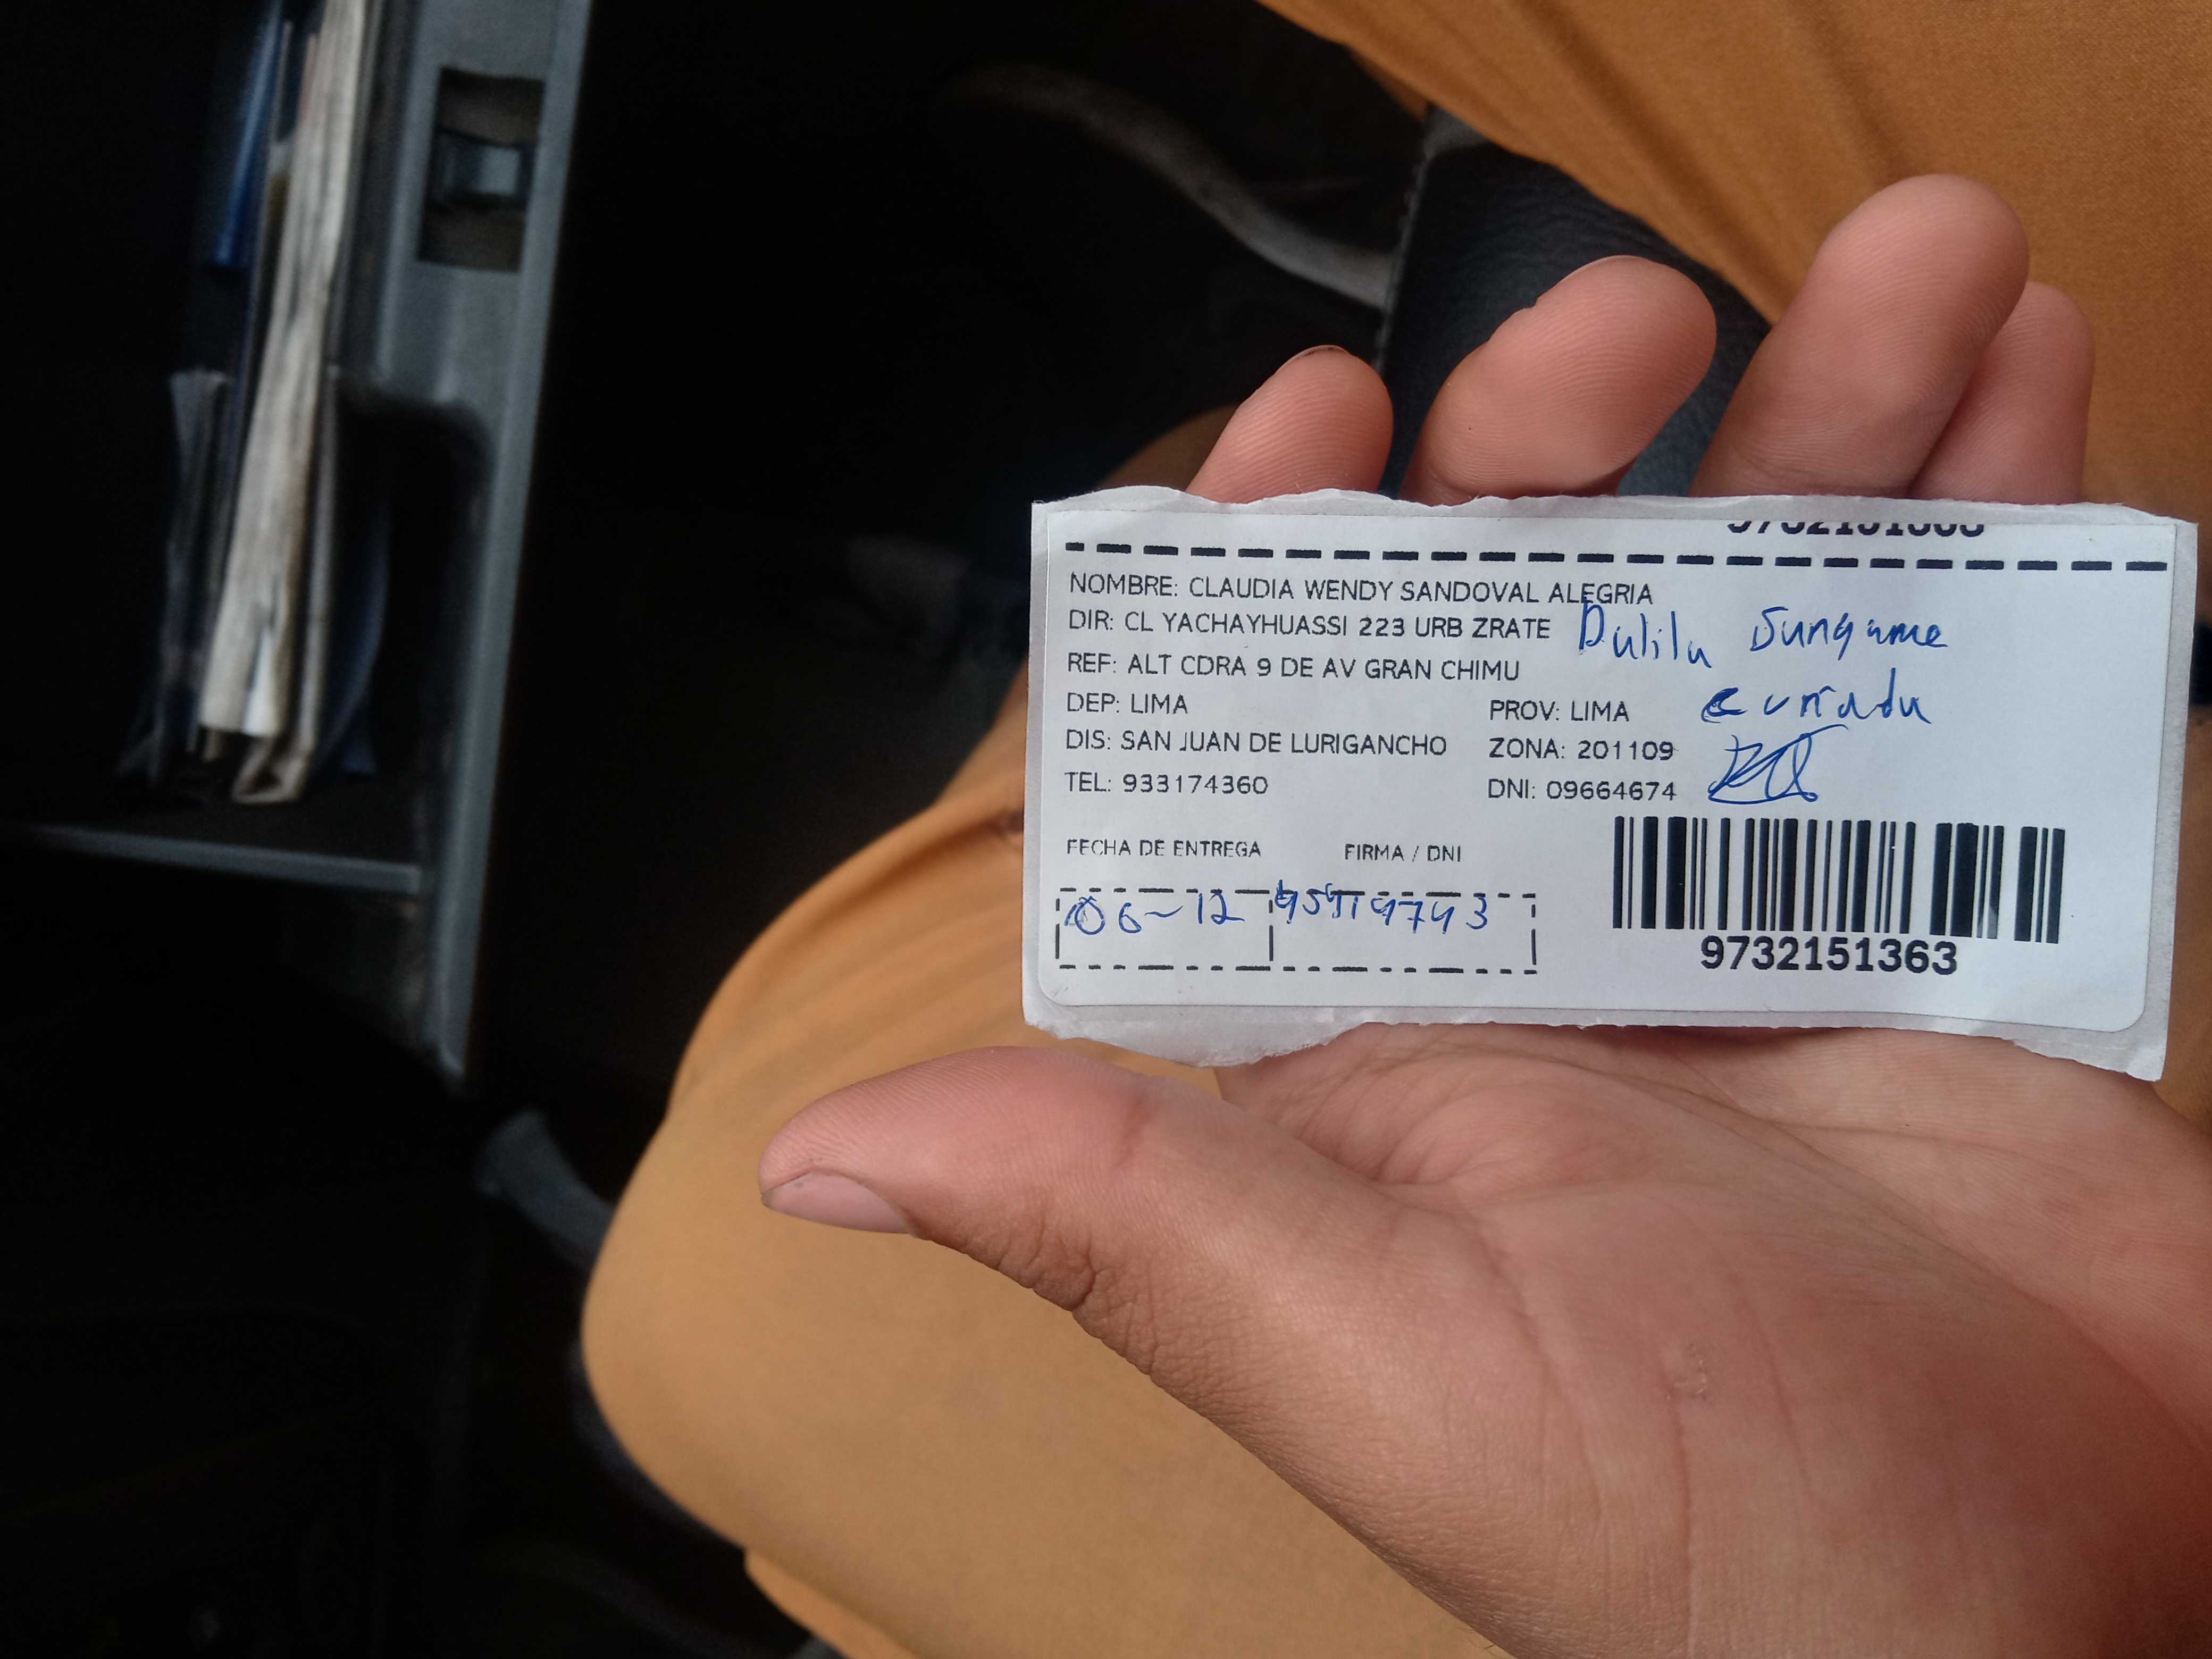 NOMBRE: CLAUDIA WENDY SANDOVAL ALEGRIA
DIR: CL YACHAYHUASSI 223 URB ZRATE Dalila
REF: ALT CDRA 9 DE AV GRAN CHIMU
DEP: LIMA PROV: LIMA cuñada
DIS: SAN JUAN DE LURIGANCHO ZONA: 201109
TEL: 933174360 DNI: 09664674
FECHA DE ENTREGA FIRMA / DNI
06-12
9732151363